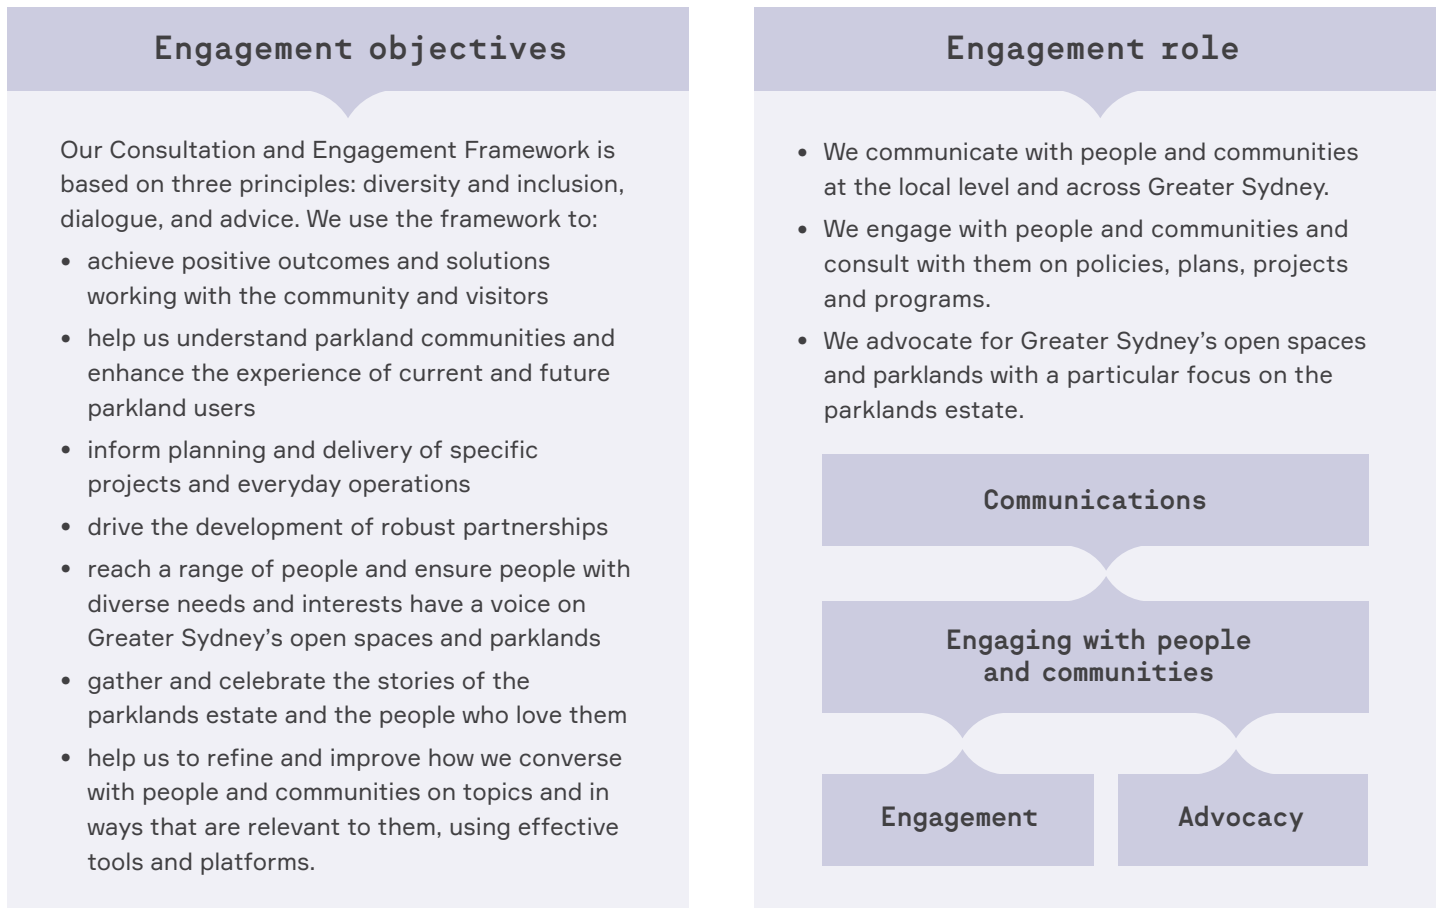 Engagement objectives
Our Consultation and Engagement Framework is
based on three principles: diversity and inclusion,
dialogue, and advice. We use the framework to:
• achieve positive outcomes and solutions
working with the community and visitors
• help us understand parkland communities and
enhance the experience of current and future
parkland users
• inform planning and delivery of specific
projects and everyday operations
• drive the development of robust partnerships
• reach a range of people and ensure people with
diverse needs and interests have a voice on
Greater Sydney’s open spaces and parklands
• gather and celebrate the stories of the
parklands estate and the people who love them
• help us to refine and improve how we converse
with people and communities on topics and in
ways that are relevant to them, using effective
tools and platforms.
Engagement role
• We communicate with people and communities
at the local level and across Greater Sydney.
• We engage with people and communities and
consult with them on policies, plans, projects
and programs.
• We advocate for Greater Sydney’s open spaces
and parklands with a particular focus on the
parklands estate.
Communications
Engaging with people
and communities
Engagement
Advocacy